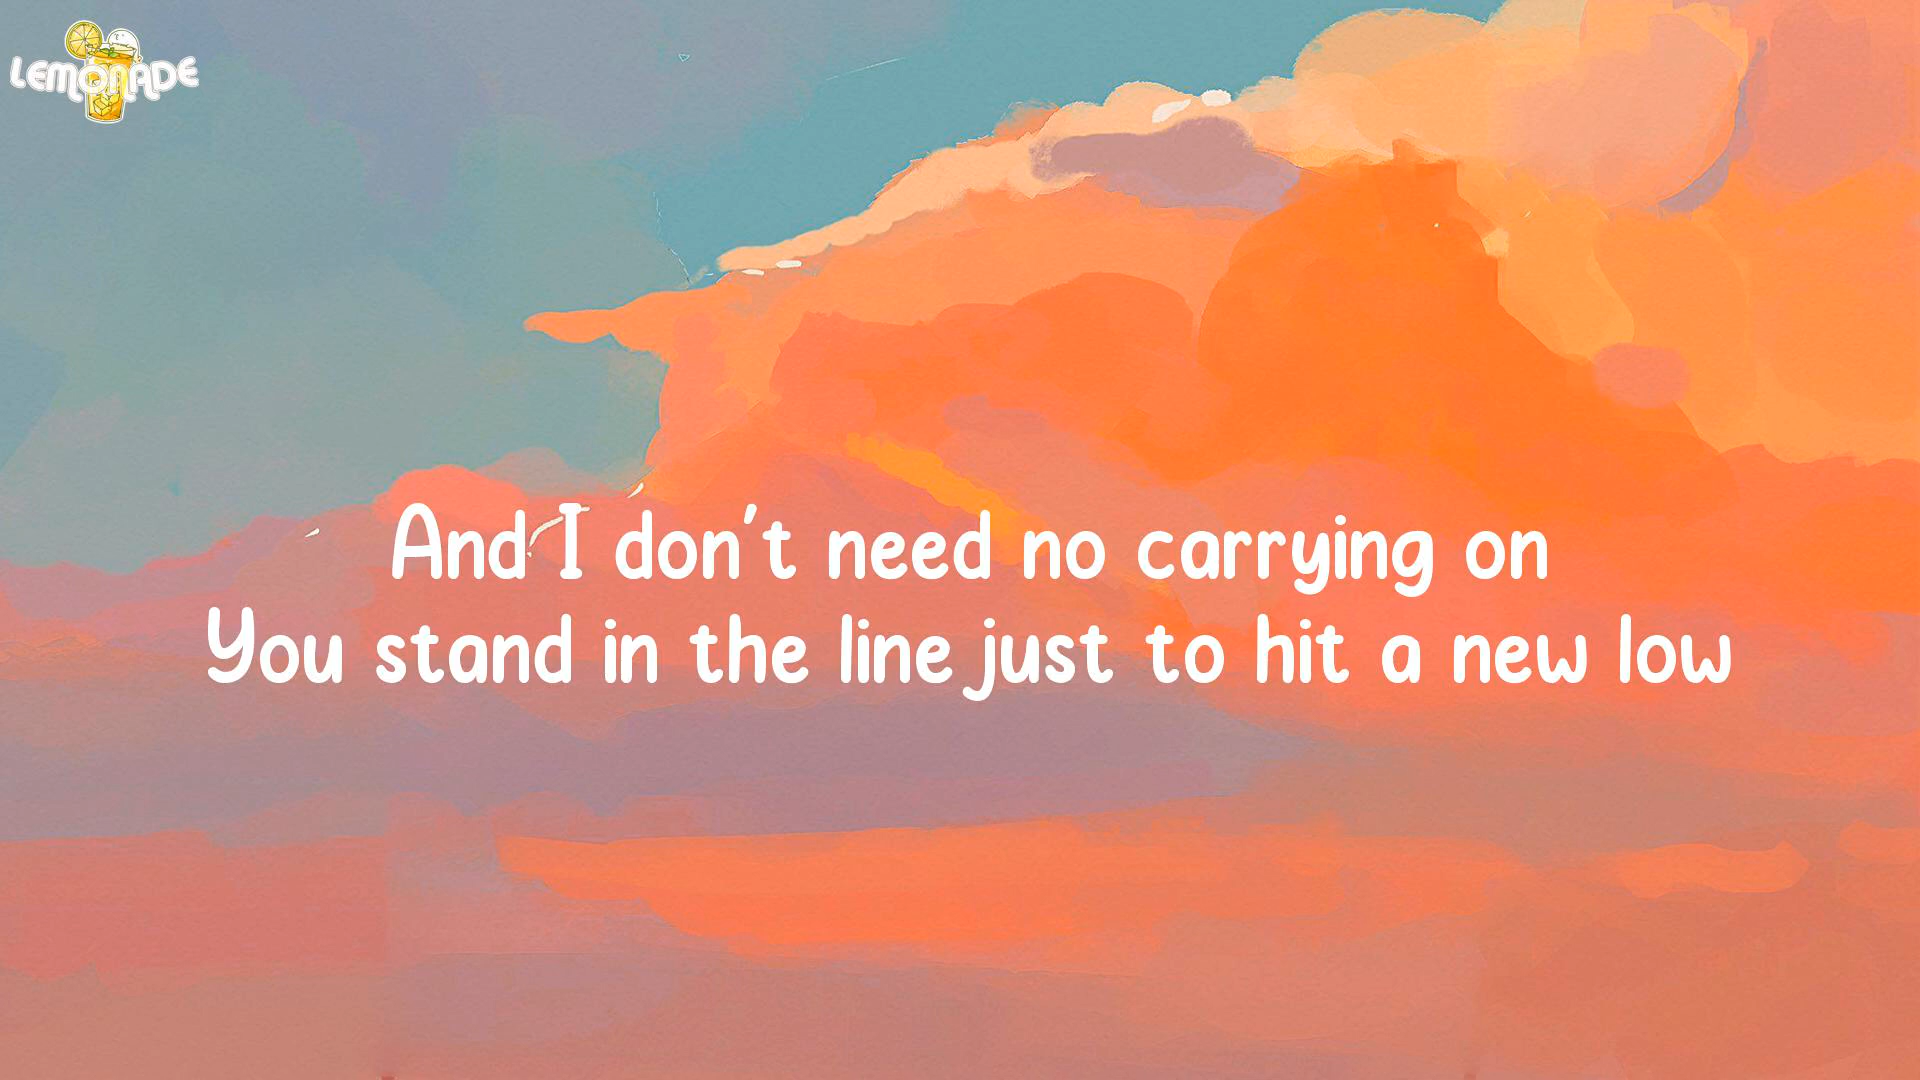 LEMONADE
And I don't need no carrying on
You stand in the line just to hit a new low